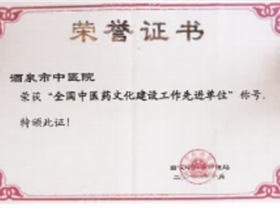 荣誉证书
酒泉市中医院
荣获“全国中医药文化建设工作先进单位”称号，
特颁此证！